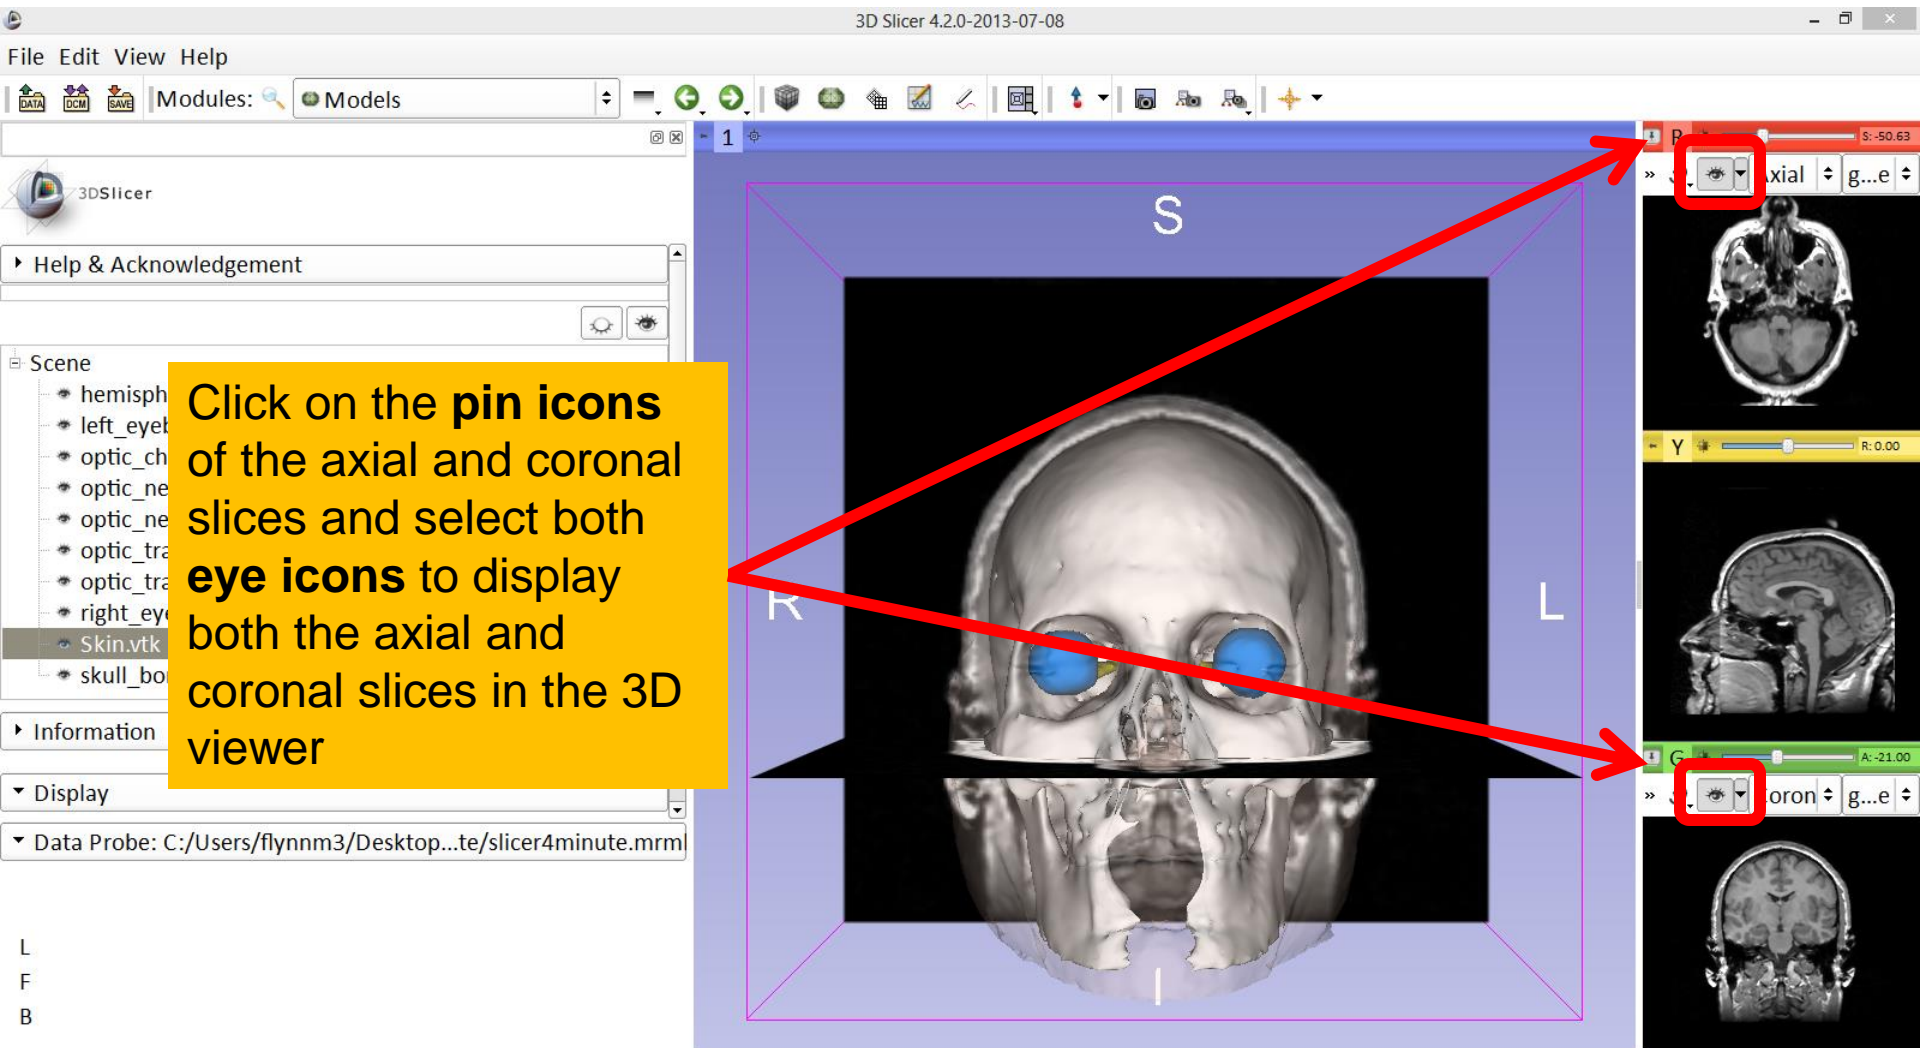 3D Slicer 4.2.0-2013-07-08
File Edit View Help
DATA DCM SAVE Modules: Models
1
3DSlicer
Help & Acknowledgement
Scene
hemisph
left_eyeb
optic_ch
optic_ne
optic_ne
optic_tra
optic_tra
right_eye
Skin.vtk
skull_bo
Information
Display
Data Probe: C:/Users/flynnm3/Desktop...te/slicer4minute.mrml
L
F
B
Click on the pin icons
of the axial and coronal
slices and select both
eye icons to display
both the axial and
coronal slices in the 3D
viewer
S
R
L
I
R S: -50.63
xial g...e
Y R: 0.00
G A: -21.00
Coron g...e